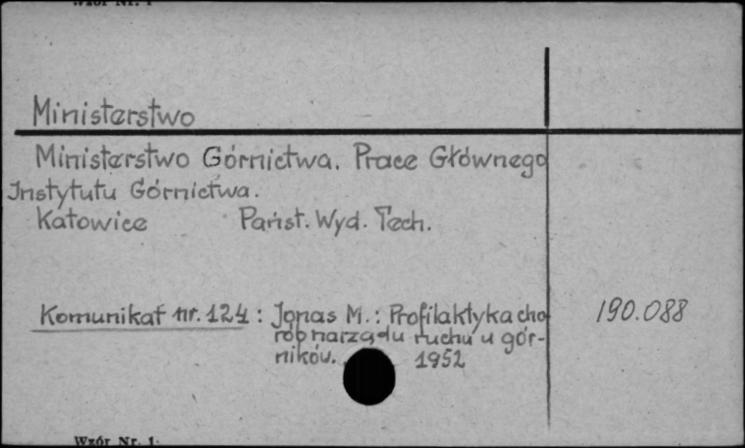 Wzór Nr. 1
Ministerstwo
Ministerstwo Górnictwa. Prace Głównego
Instytutu Górnictwa.
Katowice Państ. Wyd. Tech.
Komunikat nr. 124 : Jonas M. : Profilaktyka cho 190.088
rób narządu ruchu u gór-
ników. 1952
Wzór Nr. 1